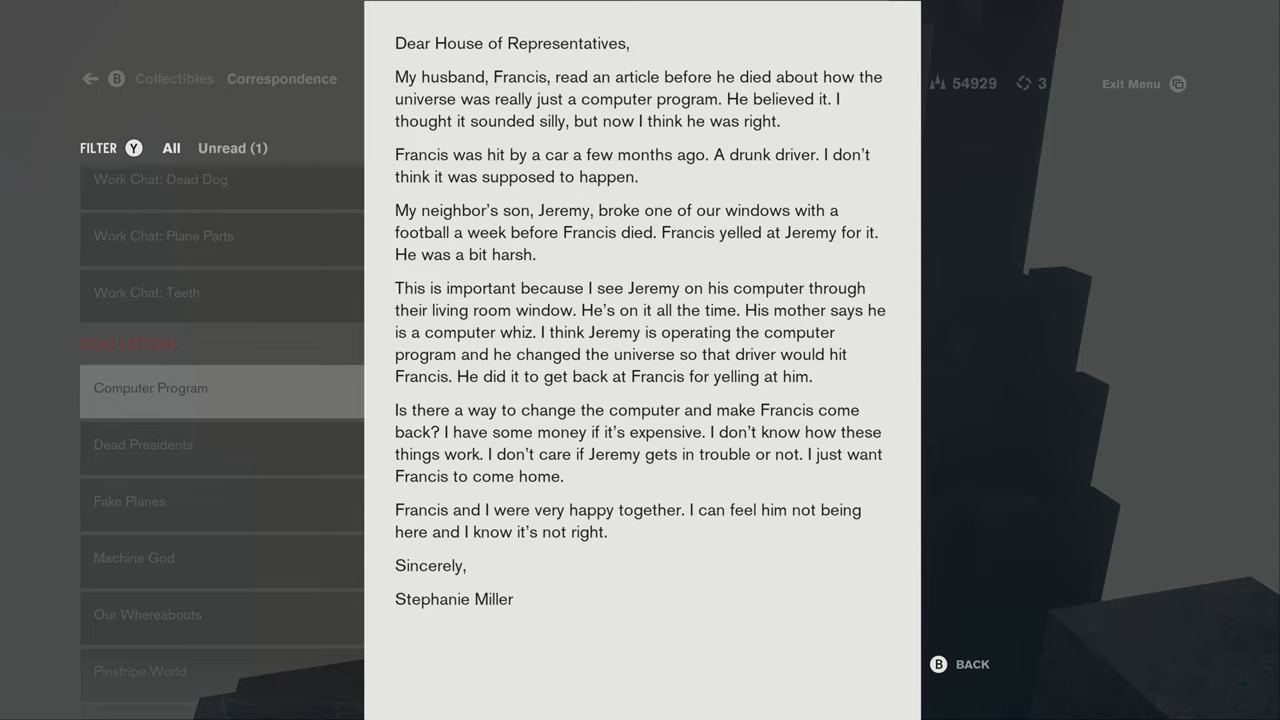 Dear House of Representatives,
B Collectibles Correspondence
My husband, Francis, read an article before he died about how the
universe was really just a computer program. He believed it. I
thought it sounded silly, but now I think he was right.
54929 3
Exit Menu
FILTER Y All Unread (1)
Francis was hit by a car a few months ago. A drunk driver. I don't
think it was supposed to happen.
Work Chat: Dead Dog
Work Chat: Plane Parts
Work Chat: Teeth
My neighbor's son, Jeremy, broke one of our windows with a
football a week before Francis died. Francis yelled at Jeremy for it.
He was a bit harsh.
This is important because I see Jeremy on his computer through
their living room window. He's on it all the time. His mother says he
is a computer whiz. I think Jeremy is operating the computer
program and he changed the universe so that driver would hit
Francis. He did it to get back at Francis for yelling at him.
DEAD LETTERS
Computer Program
Dead Presidents
Fake Planes
Machine God
Our Whereabouts
Pinstripe World
Is there a way to change the computer and make Francis come
back? I have some money if it's expensive. I don't know how these
things work. I don't care if Jeremy gets in trouble or not. I just want
Francis to come home.
Francis and I were very happy together. I can feel him not being
here and I know it's not right.
Sincerely,
Stephanie Miller
B BACK